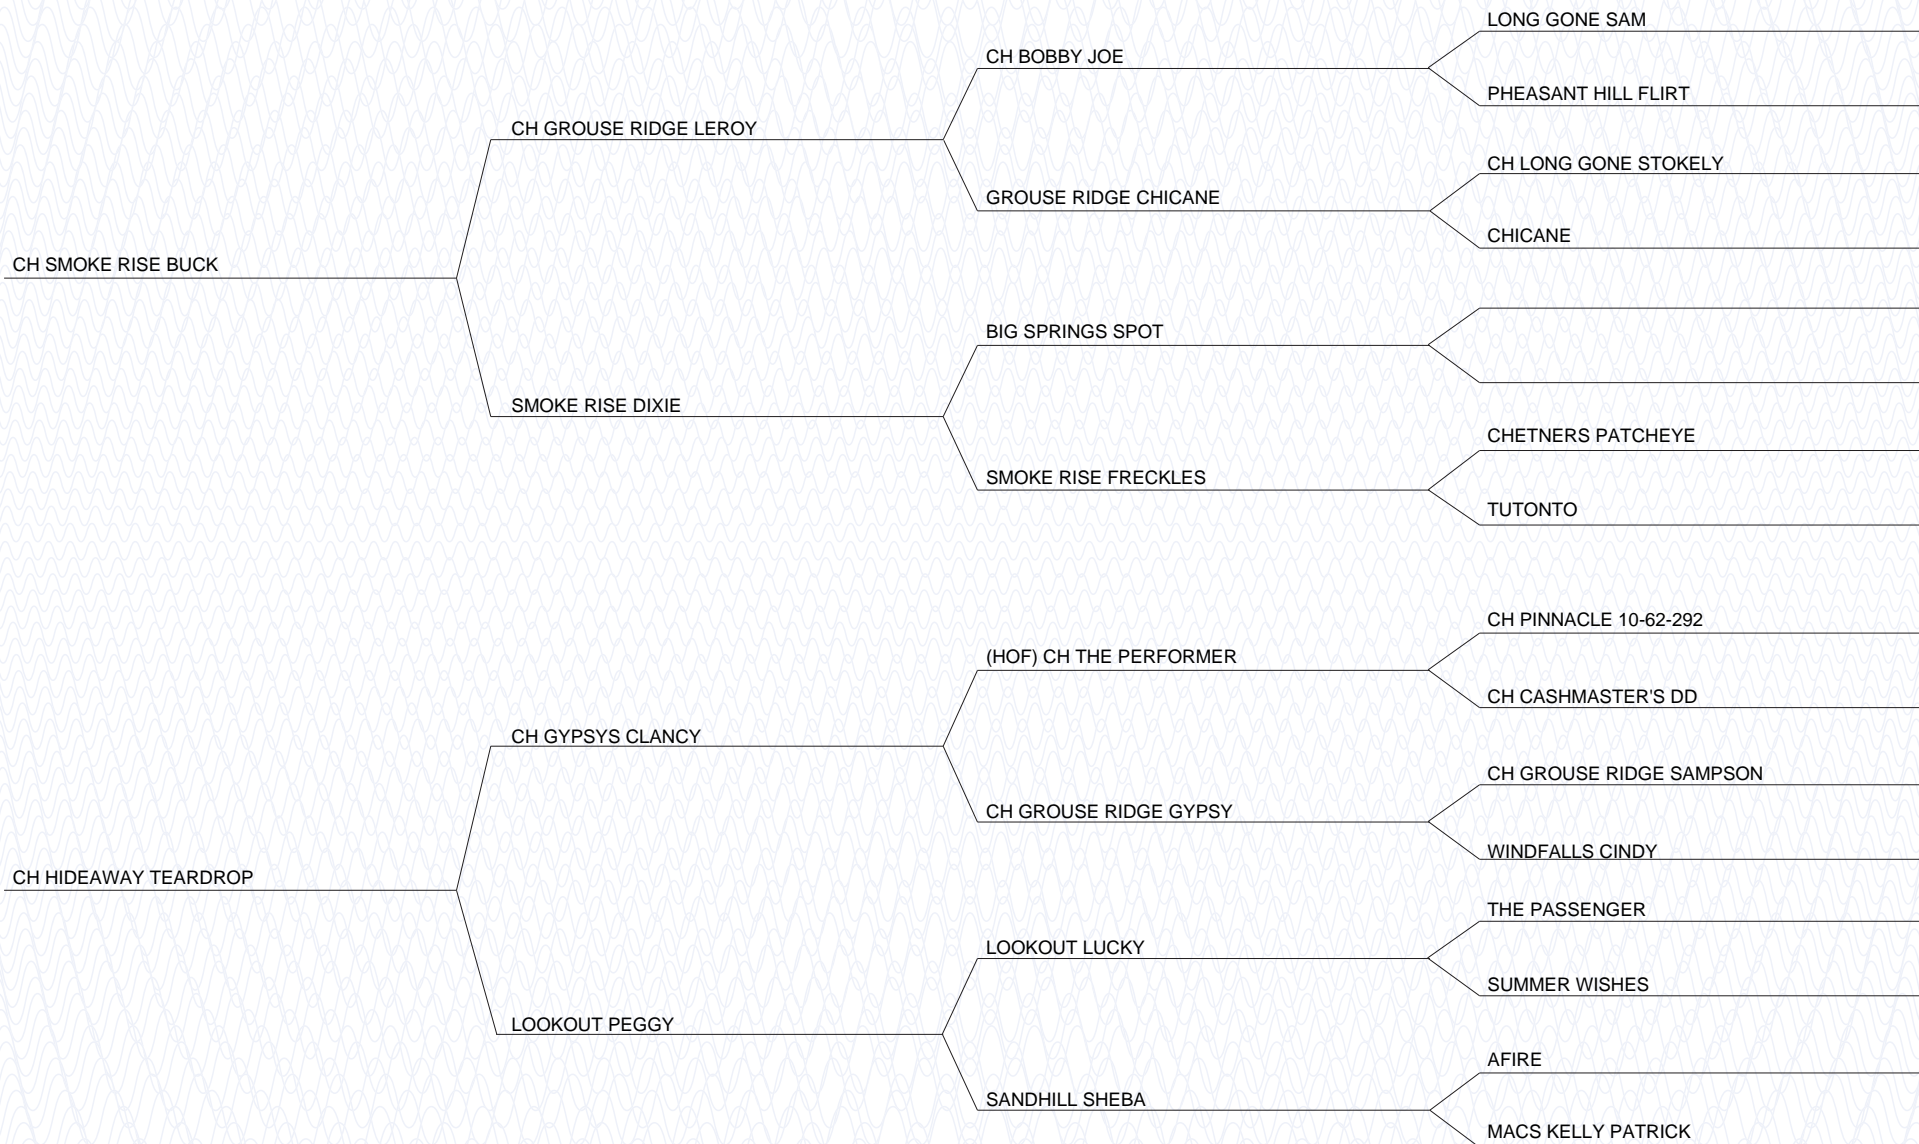 LONG GONE SAM
CH BOBBY JOE
PHEASANT HILL FLIRT
CH GROUSE RIDGE LEROY
CH LONG GONE STOKELY
GROUSE RIDGE CHICANE
CHICANE
CH SMOKE RISE BUCK
BIG SPRINGS SPOT
SMOKE RISE DIXIE
CHETNERS PATCHEYE
SMOKE RISE FRECKLES
TUTONTO
CH PINNACLE 10-62-292
(HOF) CH THE PERFORMER
CH CASHMASTER'S DD
CH GYPSYS CLANCY
CH GROUSE RIDGE SAMPSON
CH GROUSE RIDGE GYPSY
WINDFALLS CINDY
CH HIDEAWAY TEARDROP
THE PASSENGER
LOOKOUT LUCKY
SUMMER WISHES
LOOKOUT PEGGY
AFIRE
SANDHILL SHEBA
MACS KELLY PATRICK